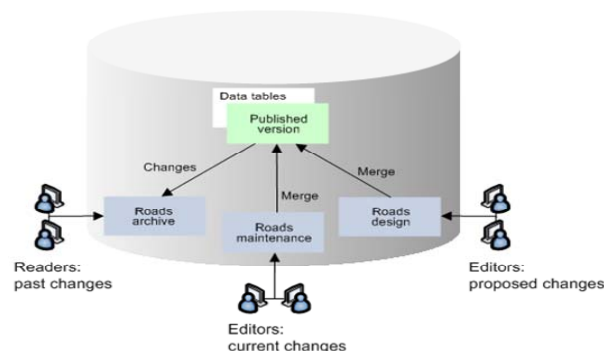 Data tables
Published
version
Changes
Merge
Merge
Roads
archive
Roads
maintenance
Roads
design
Readers:
past changes
Editors:
current changes
Editors:
proposed changes